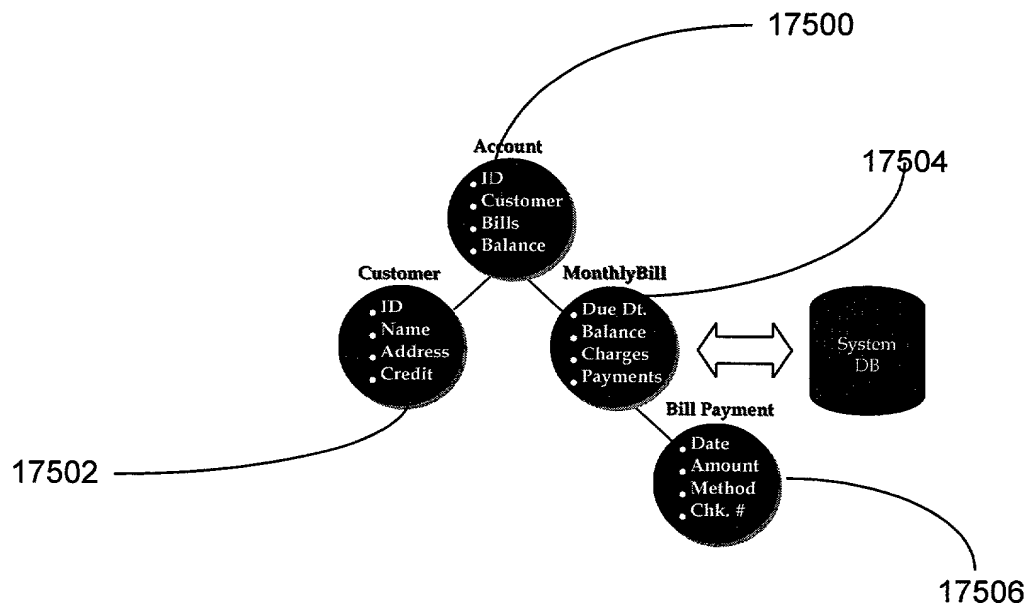 17500
Account
17504
• ID
• Customer
• Bills
• Balance
Customer
MonthlyBill
• ID
• Name
• Address
• Credit
• Due Dt.
• Balance
• Charges
• Payments
System
DB
Bill Payment
• Date
• Amount
• Method
• Chk. #
17502
17506